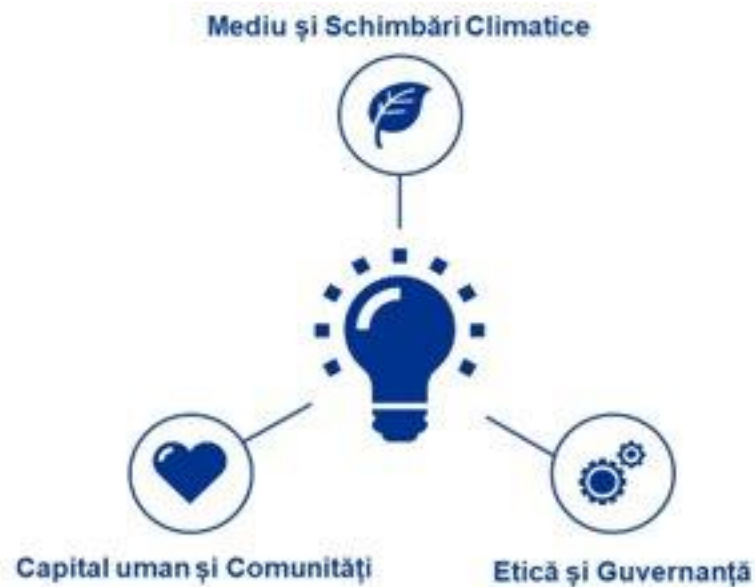 Mediu și Schimbări Climatice
Capital uman și Comunități
Etică și Guvernanță